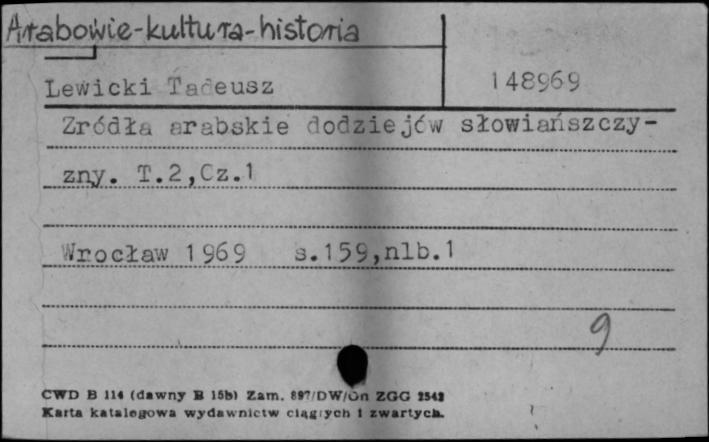 Arabowie-kultura-historia
Lewicki Tadeusz 148969
Zródła arabskie dodziejów słowiańszczy-
zny. T.2,Cz.1
Wrocław 1969 s.159,nlb.1
9
CWD B 114 (dawny B 15b) Zam. 897/DW/On ZGG 2542
Karta katalogowa wydawnictw ciągłych i zwartych.